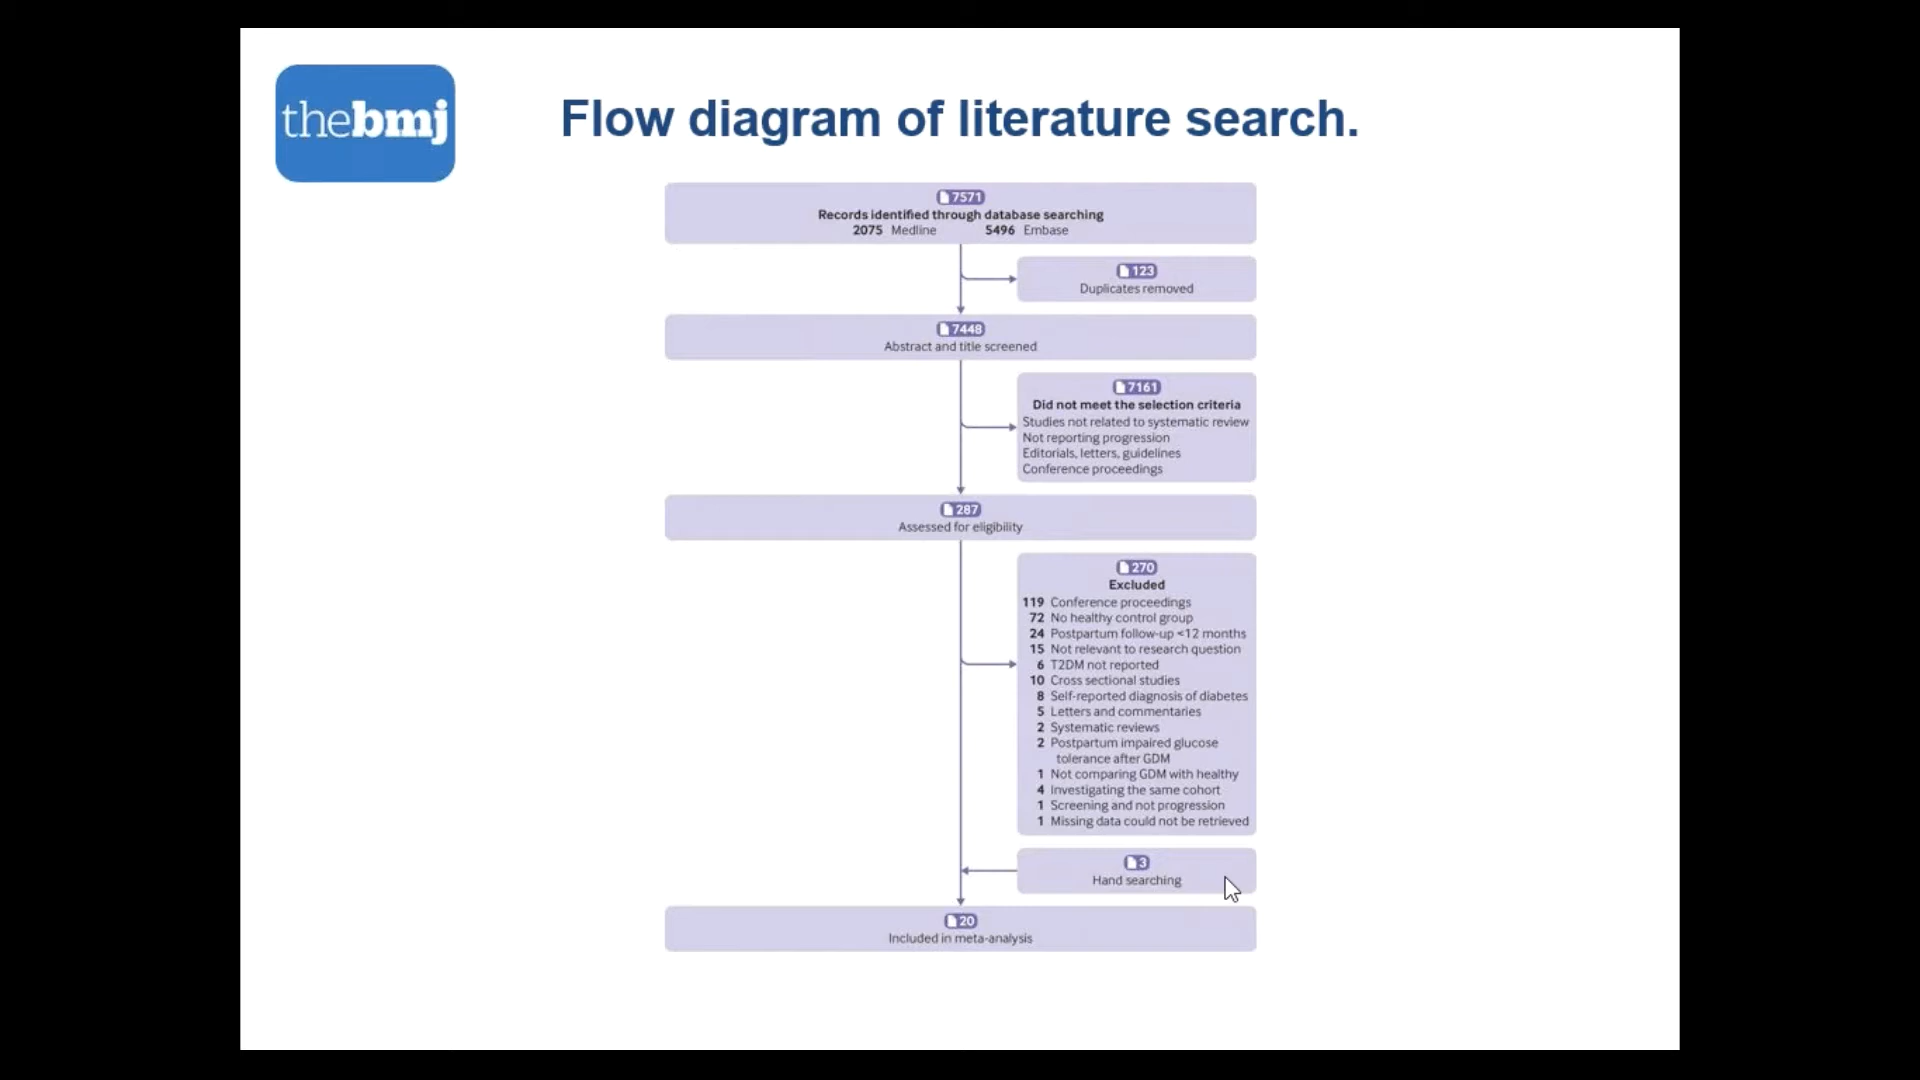 thebmj
Flow diagram of literature search.
7571
Records identified through database searching
2075 Medline 5496 Embase
123
Duplicates removed
7448
Abstract and title screened
7161
Did not meet the selection criteria
Studies not related to systematic review
Not reporting progression
Editorials, letters, guidelines
Conference proceedings
287
Assessed for eligibility
270
Excluded
119 Conference proceedings
72 No healthy control group
24 Postpartum follow-up <12 months
15 Not relevant to research question
6 T2DM not reported
10 Cross sectional studies
8 Self-reported diagnosis of diabetes
5 Letters and commentaries
2 Systematic reviews
2 Postpartum impaired glucose
tolerance after GDM
1 Not comparing GDM with healthy
4 Investigating the same cohort
1 Screening and not progression
1 Missing data could not be retrieved
3
Hand searching
20
Included in meta-analysis